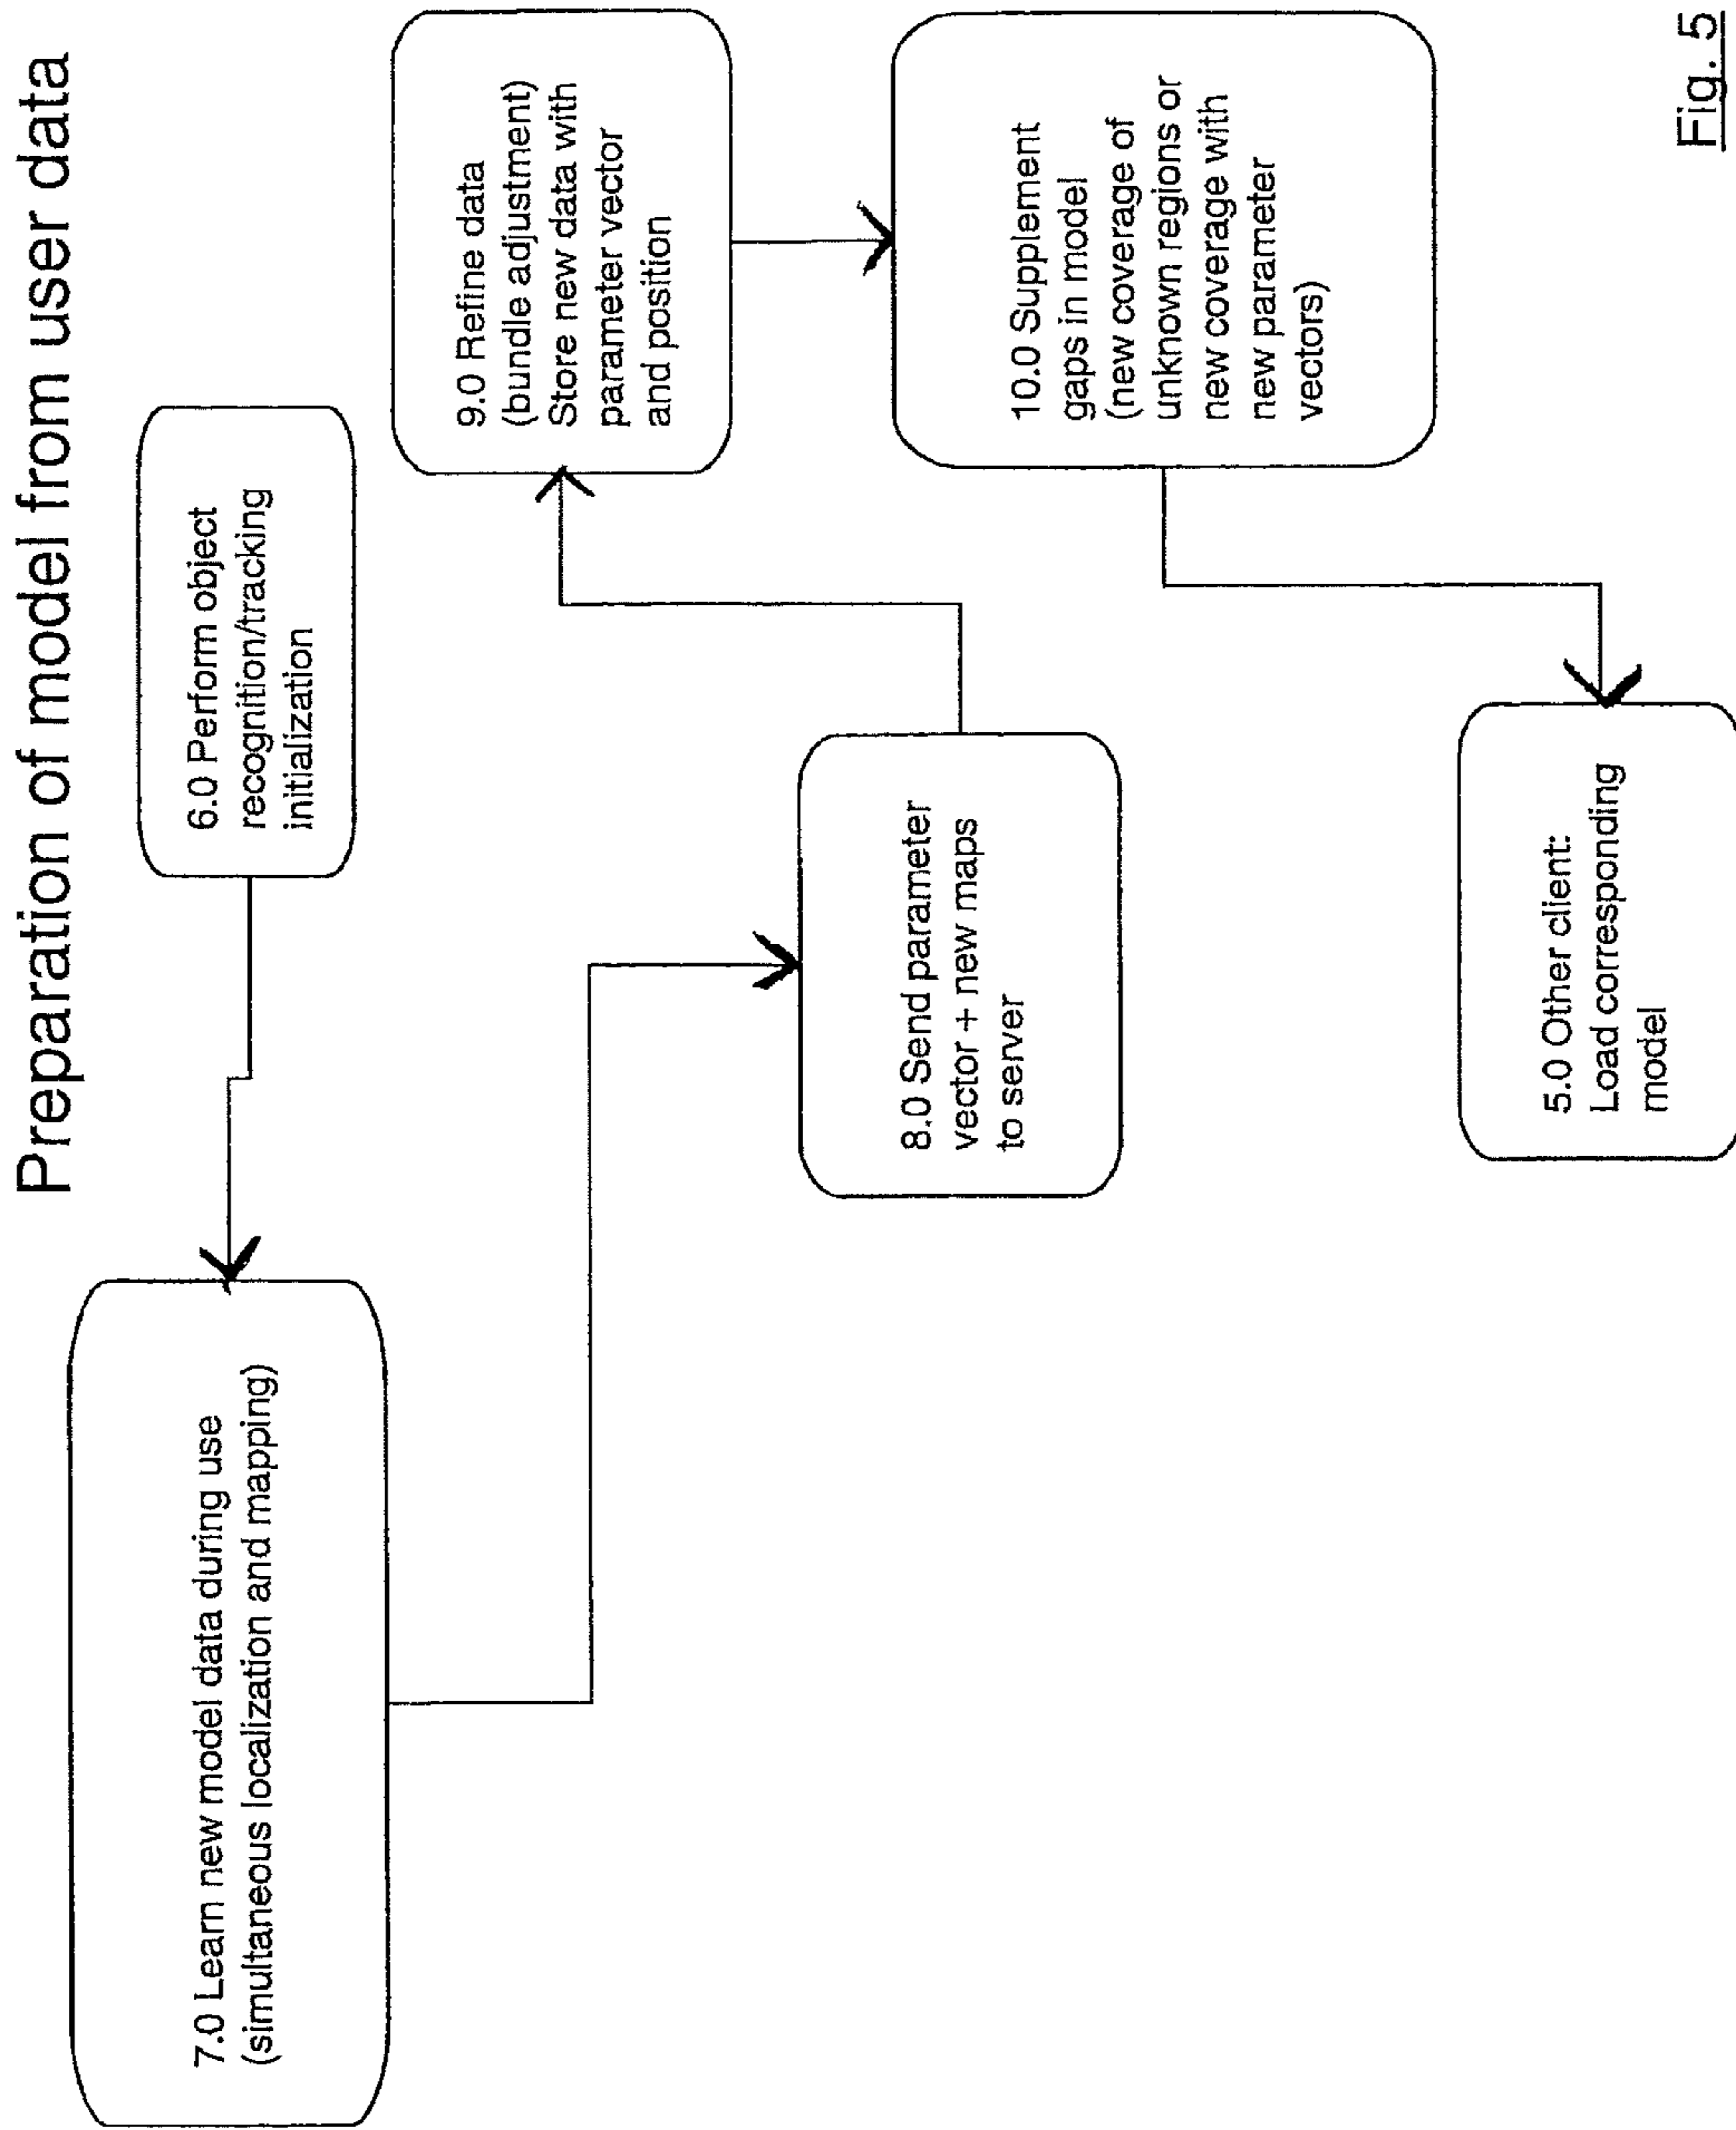 Preparation of model from user data
6.0 Perform object
recognition/tracking
initialization
7.0 Learn new model data during use
(simultaneous localization and mapping)
8.0 Send parameter
vector + new maps
to server
9.0 Refine data
(bundle adjustment)
Store new data with
parameter vector
and position
10.0 Supplement
gaps in model
(new coverage of
unknown regions or
new coverage with
new parameter
vectors)
5.0 Other client:
Load corresponding
model
Fig. 5